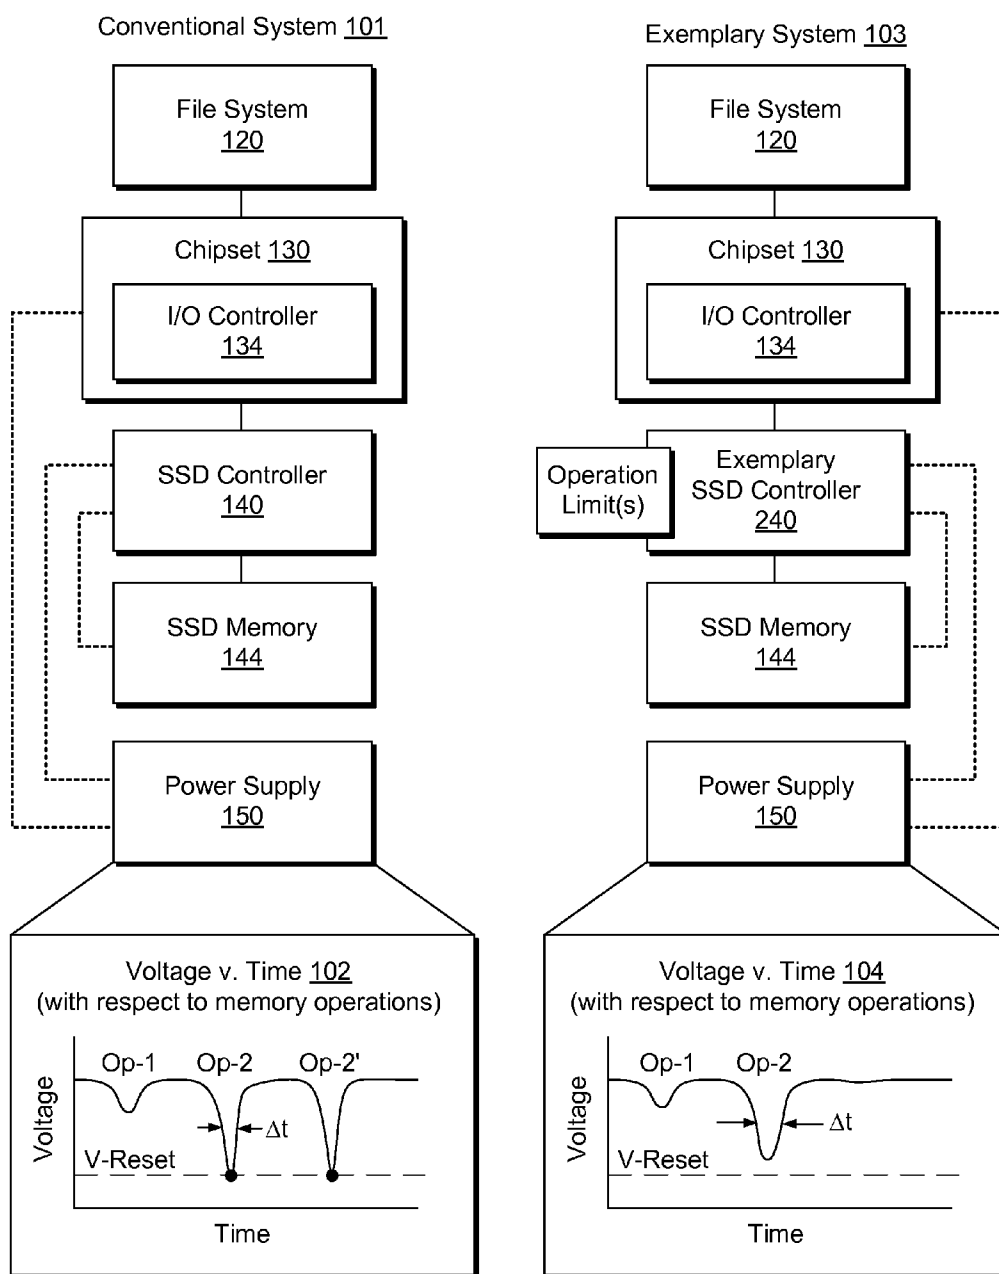 Conventional System 101
File System
120
Chipset 130
I/O Controller
134
SSD Controller
140
SSD Memory
144
Power Supply
150
Voltage v. Time 102
(with respect to memory operations)
Op-1 Op-2 Op-2'
Δt
V-Reset
Voltage
Time
Exemplary System 103
File System
120
Chipset 130
I/O Controller
134
Operation
Limit(s)
Exemplary
SSD Controller
240
SSD Memory
144
Power Supply
150
Voltage v. Time 104
(with respect to memory operations)
Op-1 Op-2
Δt
V-Reset
Voltage
Time